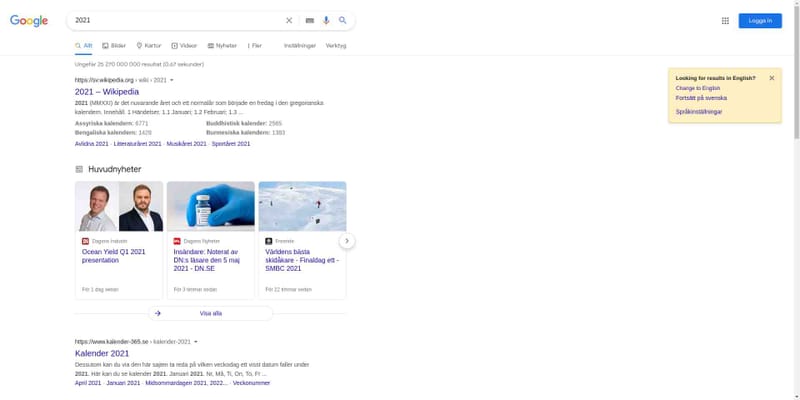 Google
2021
Logga in
Allt
Bilder
Kartor
Videor
Nyheter
Fler
Inställningar
Verktyg
Ungefär 25 270 000 000 resultat (0,67 sekunder)
https://sv.wikipedia.org › wiki › 2021
2021 – Wikipedia
2021 (MMXXI) är det nuvarande året och ett normalår som började en fredag i den gregorianska
kalendern. Innehåll. 1 Händelser. 1.1 Januari; 1.2 Februari; 1.3 ...
Assyriska kalendern: 6771
Buddhistisk kalender: 2565
Bengaliska kalendern: 1428
Burmesiska kalendern: 1383
Avlidna 2021 · Litteraturåret 2021 · Musikåret 2021 · Sportåret 2021
Huvudnyheter
Dagens Industri
Ocean Yield Q1 2021
presentation
För 1 dag sedan
Dagens Nyheter
Insändare: Noterat av
DN:s läsare den 5 maj
2021 - DN.SE
För 3 timmar sedan
Freeride
Världens bästa
skidåkare - Finaldag ett -
SMBC 2021
För 22 timmar sedan
Visa alla
https://www.kalender-365.se › kalender-2021
Kalender 2021
Dessutom kan du via den här sajten ta reda på vilken veckodag ett visst datum faller under
2021. Här kan du se kalender 2021. Januari 2021. Nr, Må, Ti, On, To, Fr ...
April 2021 · Januari 2021 · Midsommardagen 2021, 2022... · Veckonummer
Looking for results in English?
Change to English
Fortsätt på svenska
Språkinställningar